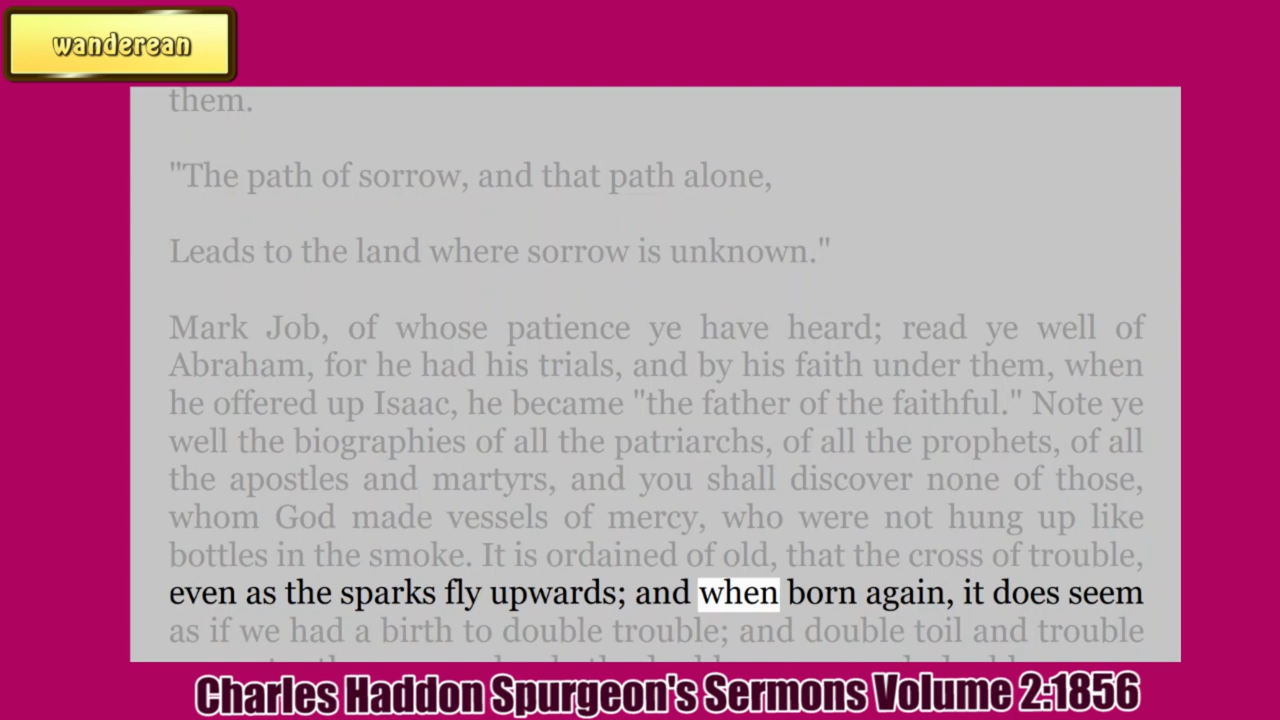 wanderean
them.
"The path of sorrow, and that path alone,
Leads to the land where sorrow is unknown."
Mark Job, of whose patience ye have heard; read ye well of
Abraham, for he had his trials, and by his faith under them, when
he offered up Isaac, he became "the father of the faithful." Note ye
well the biographies of all the patriarchs, of all the prophets, of all
the apostles and martyrs, and you shall discover none of those,
whom God made vessels of mercy, who were not hung up like
bottles in the smoke. It is ordained of old, that the cross of trouble,
even as the sparks fly upwards; and when born again, it does seem
as if we had a birth to double trouble; and double toil and trouble
Charles Haddon Spurgeon's Sermons Volume 2:1856